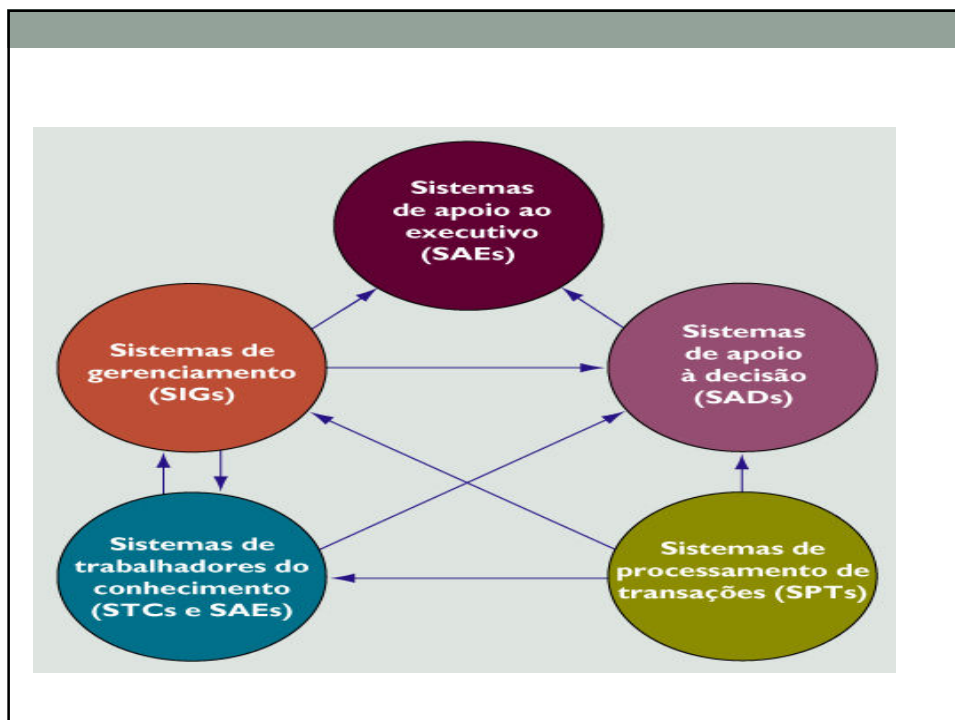 Sistemas
de apoio ao
executivo
(SAEs)
Sistemas de
gerenciamento
(SIGs)
Sistemas
de apoio
à decisão
(SADs)
Sistemas de
trabalhadores do
conhecimento
(STCs e SAEs)
Sistemas de
processamento de
transações (SPTs)